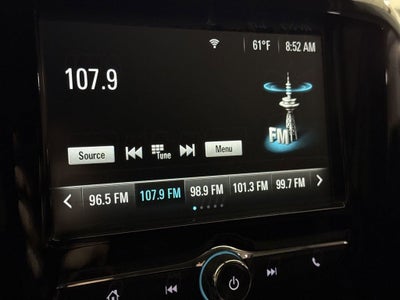 61°F 8:52 AM
107.9
FM
Source Tune Menu
96.5 FM 107.9 FM 98.9 FM 101.3 FM 99.7 FM